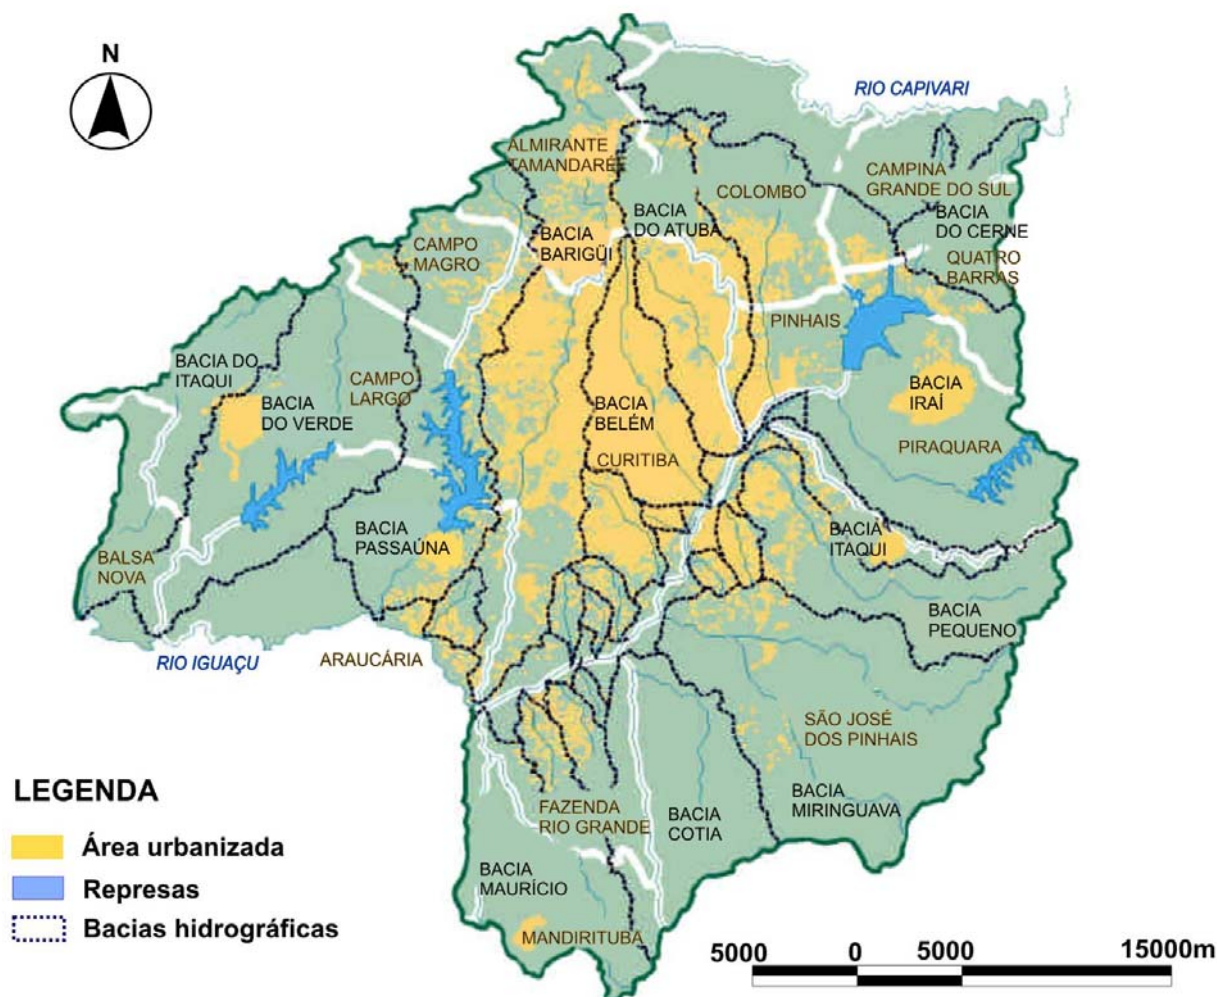 N
RIO CAPIVARI
ALMIRANTE
TAMANDARÉE
CAMPINA
GRANDE DO SUL
COLOMBO
BACIA
DO ATUBA
BACIA
DO CERNE
BACIA
BARIGÜI
CAMPO
MAGRO
QUATRO
BARRAS
PINHAIS
BACIA DO
ITAQUI
CAMPO
LARGO
BACIA
DO VERDE
BACIA
BELÉM
BACIA
IRAÍ
CURITIBA
PIRAQUARA
BACIA
PASSAÚNA
BACIA
ITAQUI
BALSA
NOVA
BACIA
PEQUENO
RIO IGUAÇU
ARAUCÁRIA
SÃO JOSÉ
DOS PINHAIS
BACIA
MIRINGUAVA
FAZENDA
RIO GRANDE
BACIA
COTIA
BACIA
MAURÍCIO
MANDIRITUBA
LEGENDA
Área urbanizada
Represas
Bacias hidrográficas
5000 0 5000 15000m